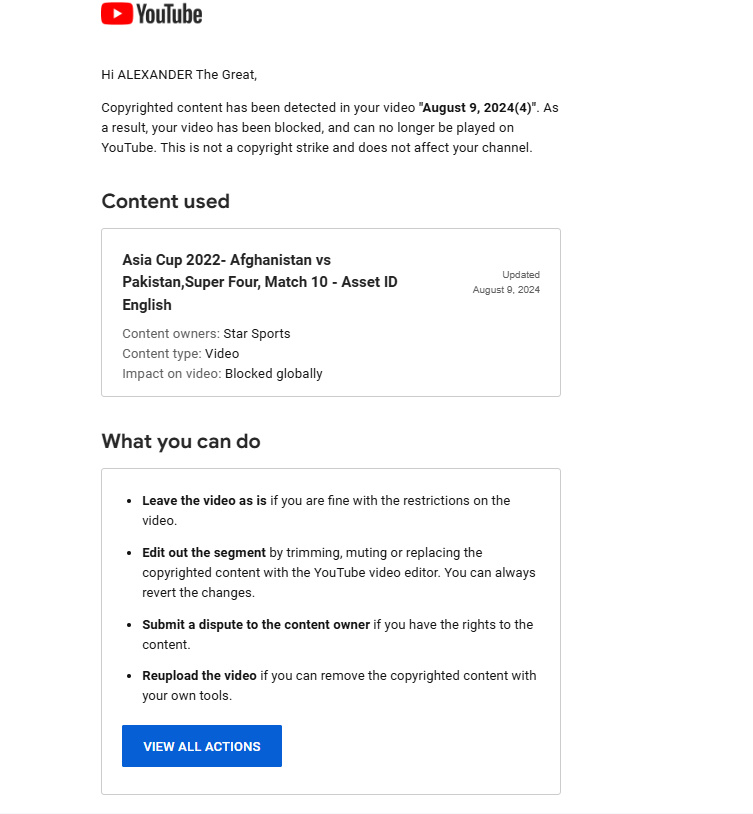 YouTube
Hi ALEXANDER The Great,
Copyrighted content has been detected in your video "August 9, 2024(4)". As
a result, your video has been blocked, and can no longer be played on
YouTube. This is not a copyright strike and does not affect your channel.
Content used
Asia Cup 2022- Afghanistan vs
Pakistan,Super Four, Match 10 - Asset ID
English
Updated
August 9, 2024
Content owners: Star Sports
Content type: Video
Impact on video: Blocked globally
What you can do
• Leave the video as is if you are fine with the restrictions on the
video.
• Edit out the segment by trimming, muting or replacing the
copyrighted content with the YouTube video editor. You can always
revert the changes.
• Submit a dispute to the content owner if you have the rights to the
content.
• Reupload the video if you can remove the copyrighted content with
your own tools.
VIEW ALL ACTIONS